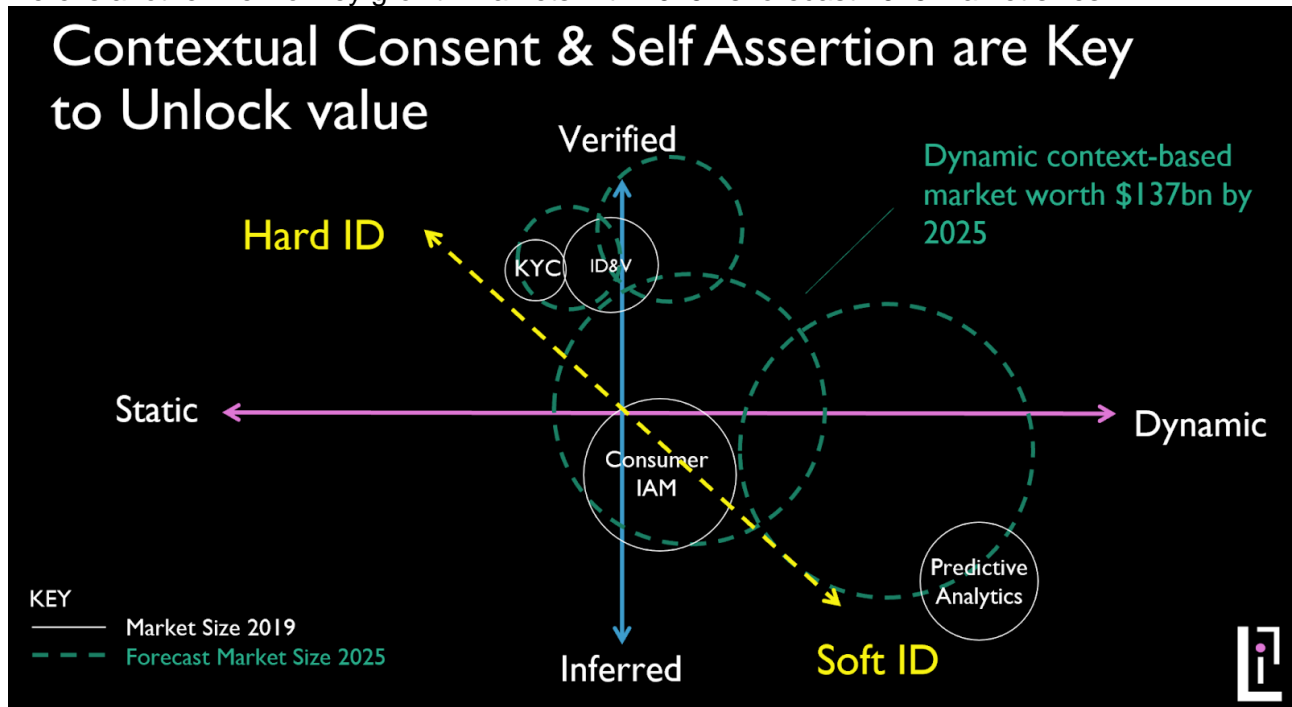 Contextual Consent & Self Assertion are Key
to Unlock value
Verified
Dynamic context-based
market worth $137bn by
2025
Hard ID
KYC
ID&V
Static
Dynamic
Consumer
IAM
Predictive
Analytics
KEY
Market Size 2019
Forecast Market Size 2025
Inferred
Soft ID